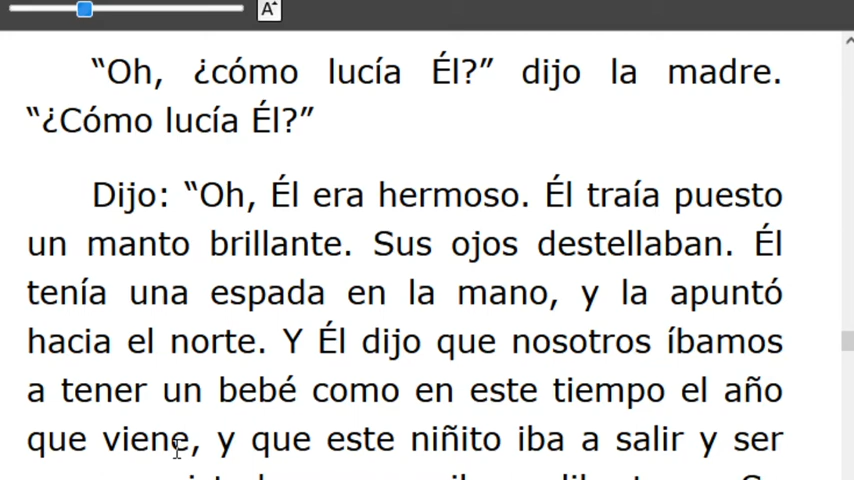 A
“Oh, ¿cómo lucía Él?” dijo la madre.
“¿Cómo lucía Él?”
Dijo: “Oh, Él era hermoso. Él traía puesto
un manto brillante. Sus ojos destellaban. Él
tenía una espada en la mano, y la apuntó
hacia el norte. Y Él dijo que nosotros íbamos
a tener un bebé como en este tiempo el año
que viene, y que este niñito iba a salir y ser